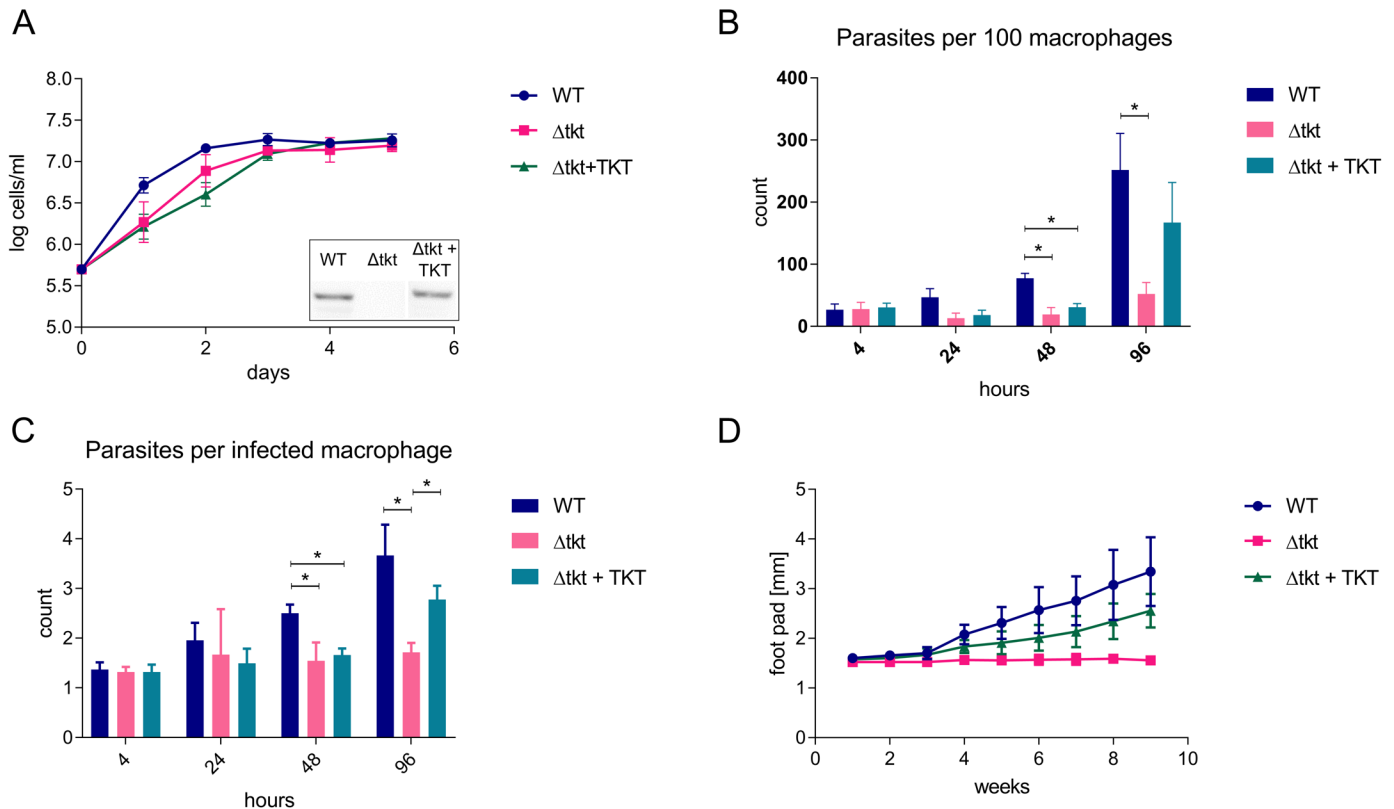 A
8.0
7.5
7.0
6.5
6.0
5.5
5.0
log cells/ml
0
2
4
6
days
WT
Δtkt
Δtkt+TKT
WT
Δtkt
Δtkt +
TKT
B
Parasites per 100 macrophages
400
300
200
100
0
count
*
*
*
4
24
48
96
hours
WT
Δtkt
Δtkt + TKT
C
Parasites per infected macrophage
5
4
3
2
1
0
count
*
*
*
*
4
24
48
96
hours
WT
Δtkt
Δtkt + TKT
D
5
4
3
2
1
0
foot pad [mm]
0
2
4
6
8
10
weeks
WT
Δtkt
Δtkt + TKT